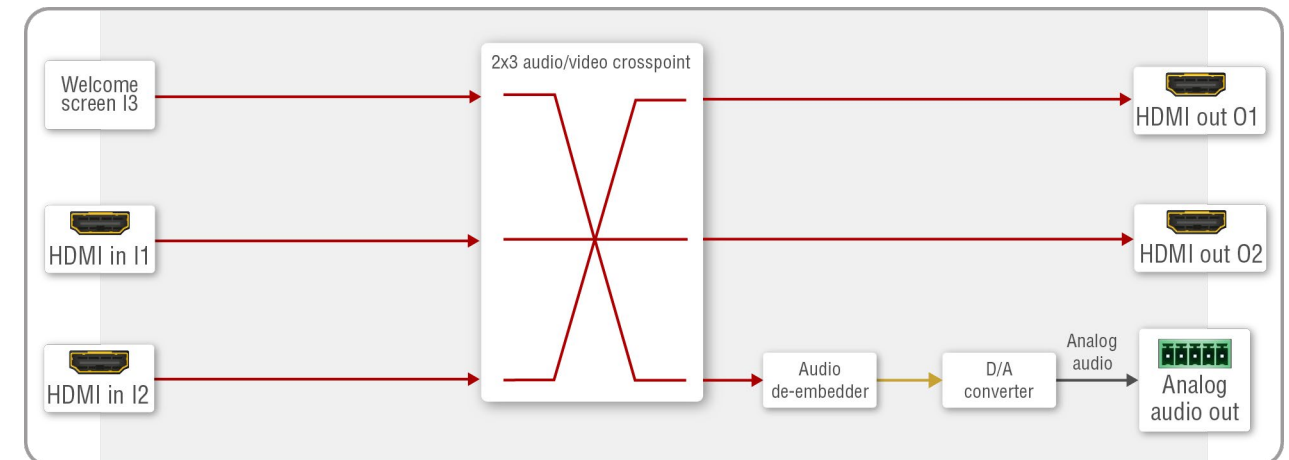 2x3 audio/video crosspoint
Welcome
screen I3
HDMI out O1
HDMI in I1
HDMI out O2
HDMI in I2
Audio
de-embedder
D/A
converter
Analog
audio
Analog
audio out